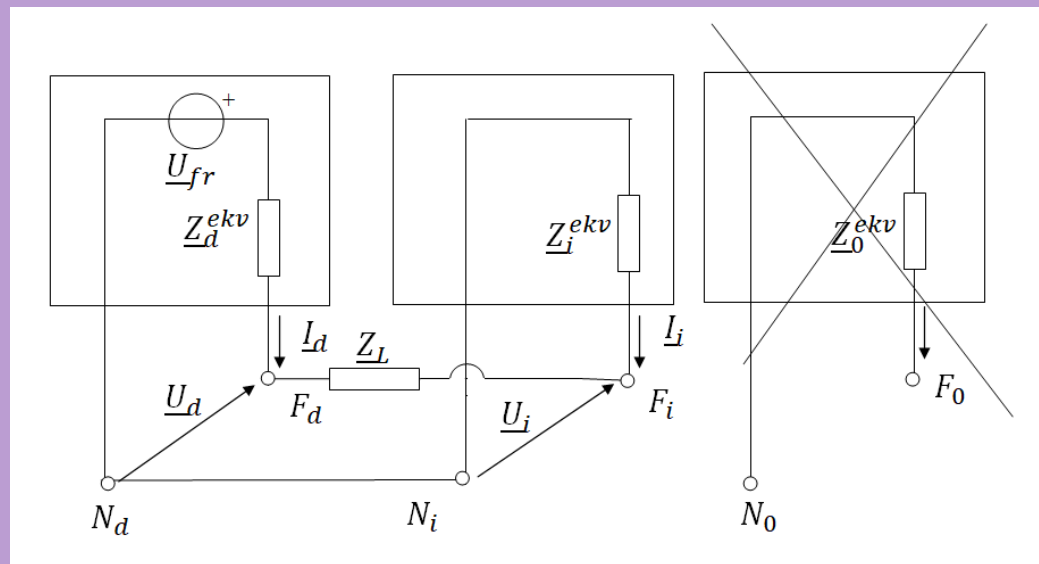 +
U_fr
Z_d^ekv
Z_i^ekv
Z_0^ekv
I_d
Z_L
I_i
U_d
F_d
U_i
F_i
F_0
N_d
N_i
N_0